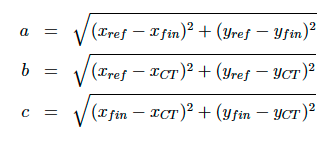 a = √(x_ref − x_fin)² + (y_ref − y_fin)²
b = √(x_ref − x_CT)² + (y_ref − y_CT)²
c = √(x_fin − x_CT)² + (y_fin − y_CT)²